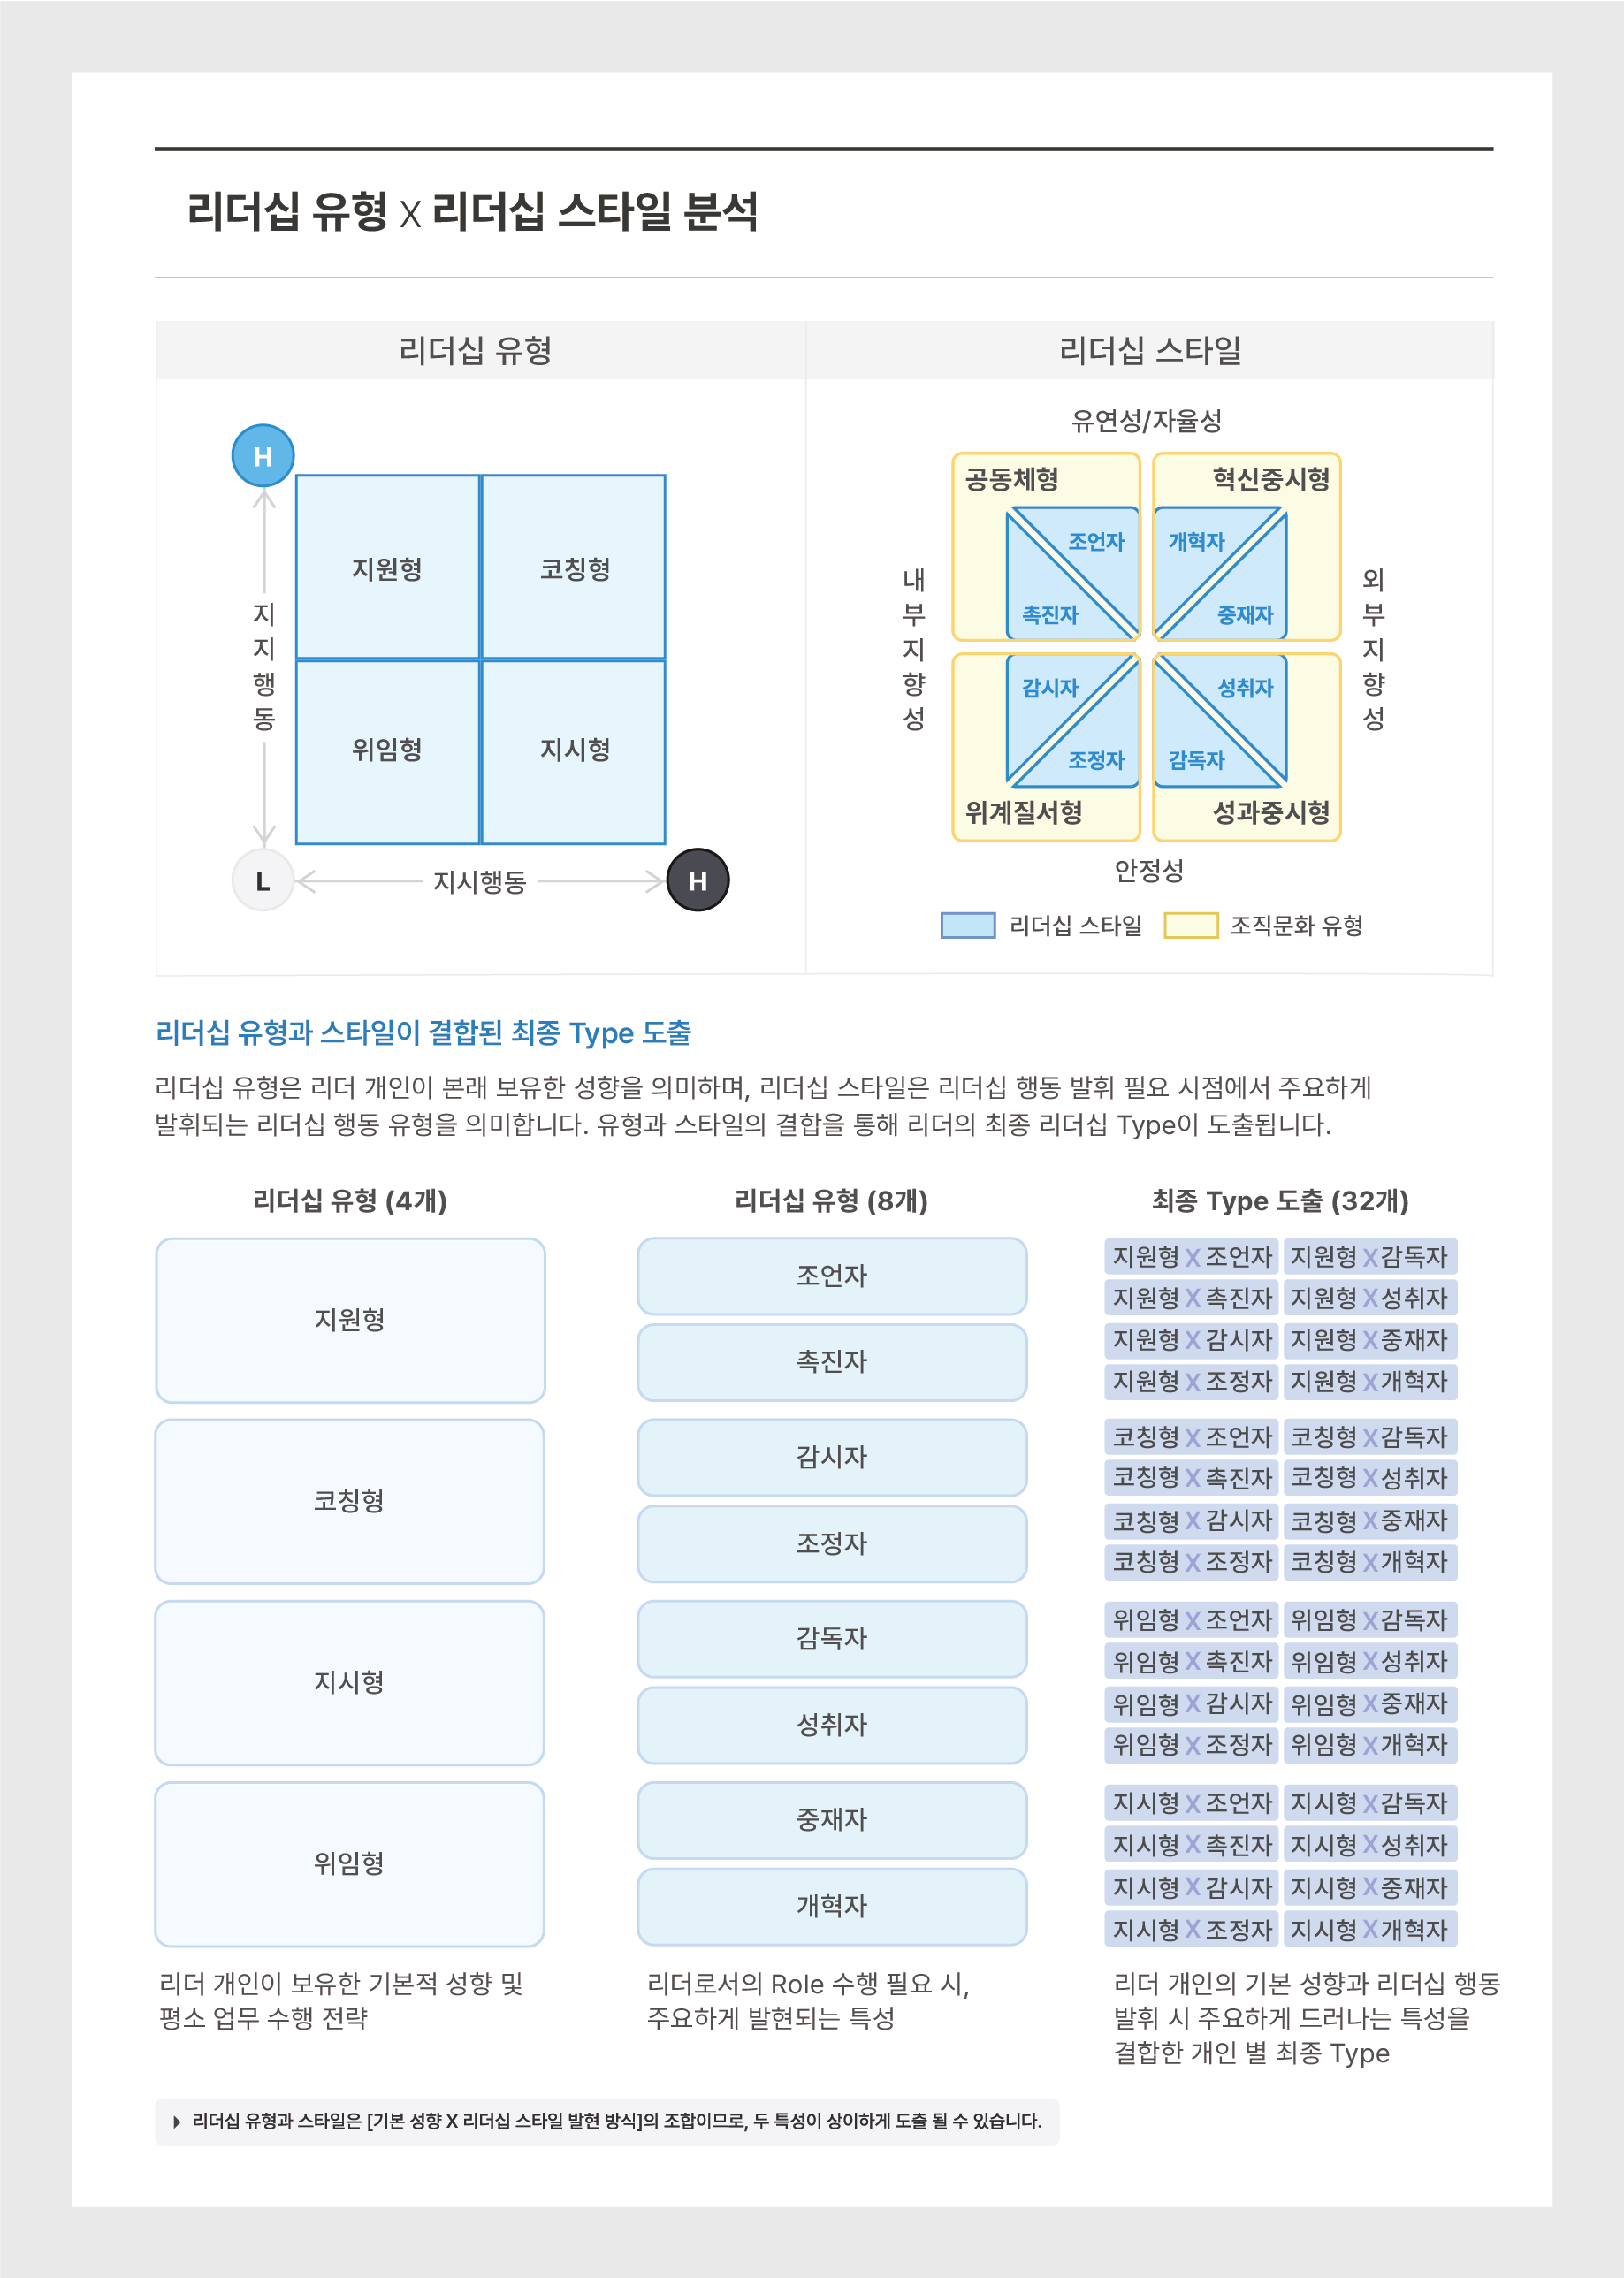 리더십 유형 X 리더십 스타일 분석
리더십 유형
H
지원형
코칭형
위임형
지시형
지지행동
L
지시행동
H
리더십 스타일
유연성/자율성
공동체형
혁신중시형
조언자
개혁자
촉진자
중재자
내부지향성
외부지향성
감시자
성취자
조정자
감독자
위계질서형
성과중시형
안정성
리더십 스타일
조직문화 유형
리더십 유형과 스타일이 결합된 최종 Type 도출
리더십 유형은 리더 개인이 본래 보유한 성향을 의미하며, 리더십 스타일은 리더십 행동 발휘 필요 시점에서 주요하게
발휘되는 리더십 행동 유형을 의미합니다. 유형과 스타일의 결합을 통해 리더의 최종 리더십 Type이 도출됩니다.
리더십 유형 (4개)
지원형
코칭형
지시형
위임형
리더 개인이 보유한 기본적 성향 및
평소 업무 수행 전략
리더십 유형 (8개)
조언자
촉진자
감시자
조정자
감독자
성취자
중재자
개혁자
리더로서의 Role 수행 필요 시,
주요하게 발현되는 특성
최종 Type 도출 (32개)
지원형 X 조언자 지원형 X 감독자
지원형 X 촉진자 지원형 X 성취자
지원형 X 감시자 지원형 X 중재자
지원형 X 조정자 지원형 X 개혁자
코칭형 X 조언자 코칭형 X 감독자
코칭형 X 촉진자 코칭형 X 성취자
코칭형 X 감시자 코칭형 X 중재자
코칭형 X 조정자 코칭형 X 개혁자
위임형 X 조언자 위임형 X 감독자
위임형 X 촉진자 위임형 X 성취자
위임형 X 감시자 위임형 X 중재자
위임형 X 조정자 위임형 X 개혁자
지시형 X 조언자 지시형 X 감독자
지시형 X 촉진자 지시형 X 성취자
지시형 X 감시자 지시형 X 중재자
지시형 X 조정자 지시형 X 개혁자
리더 개인의 기본 성향과 리더십 행동
발휘 시 주요하게 드러나는 특성을
결합한 개인 별 최종 Type
리더십 유형과 스타일은 [기본 성향 X 리더십 스타일 발현 방식]의 조합이므로, 두 특성이 상이하게 도출 될 수 있습니다.